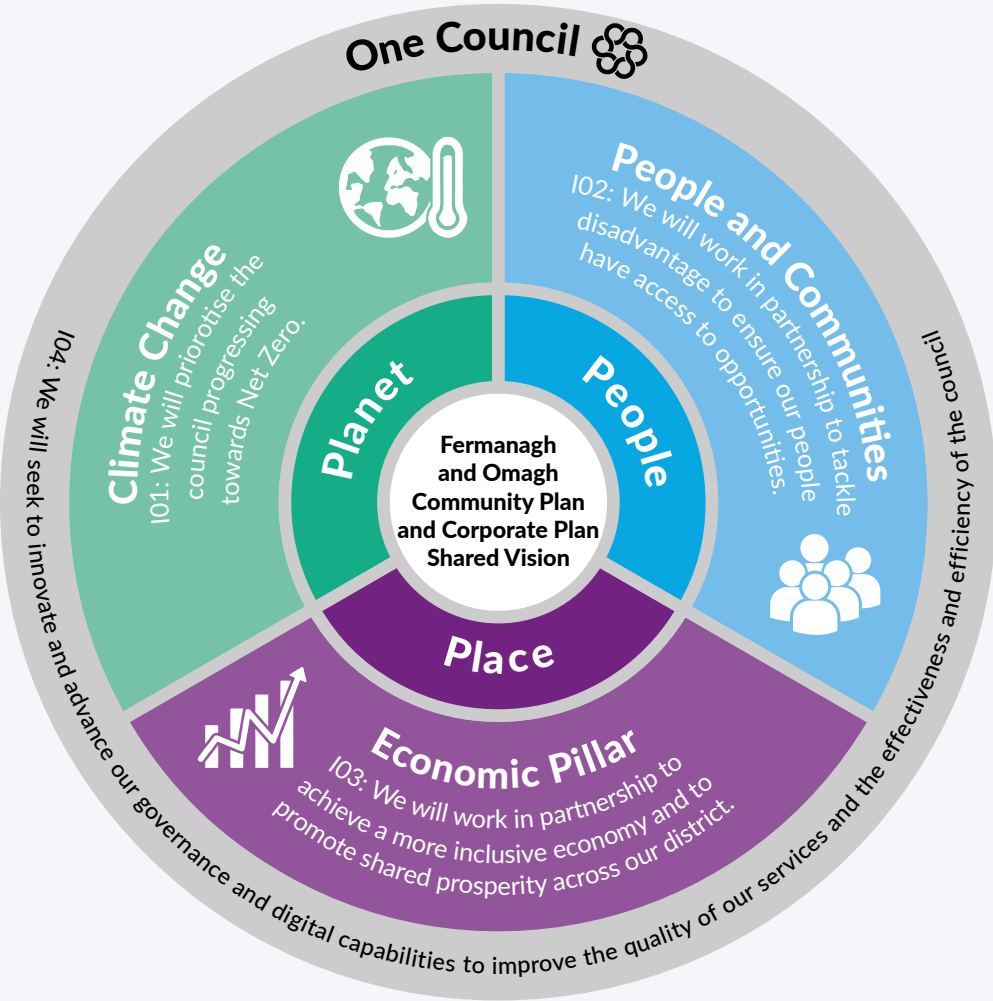 One Council
Climate Change
I01: We will priorotise the
council progressing
towards Net Zero.
People and Communities
I02: We will work in partnership to tackle
disadvantage to ensure our people
have access to opportunities.
Planet
People
Fermanagh
and Omagh
Community Plan
and Corporate Plan
Shared Vision
Place
Economic Pillar
I03: We will work in partnership to
achieve a more inclusive economy and to
promote shared prosperity across our district.
I04: We will seek to innovate and advance our governance and digital capabilities to improve the quality of our services and the effectiveness and efficiency of the council